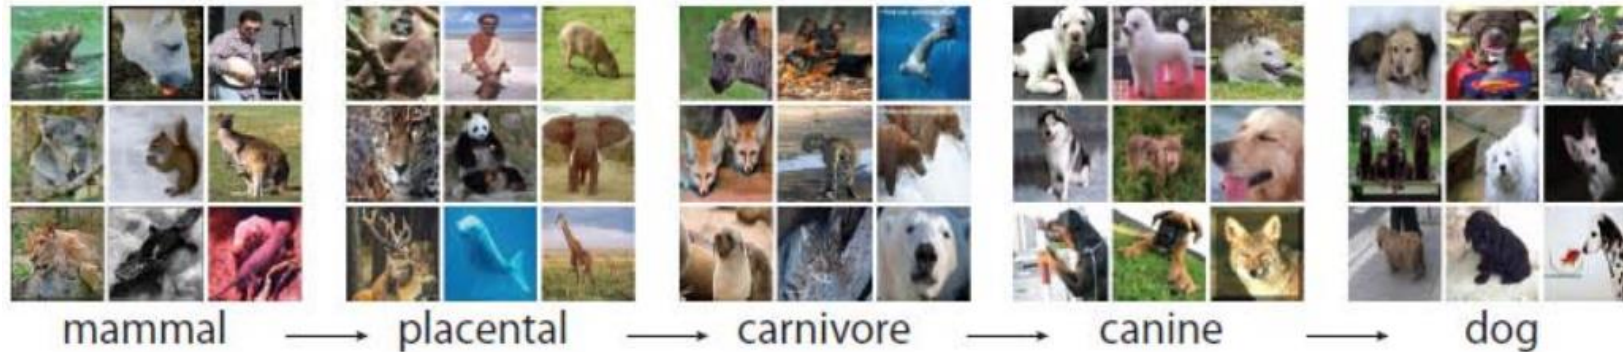 mammal → placental → carnivore → canine → dog